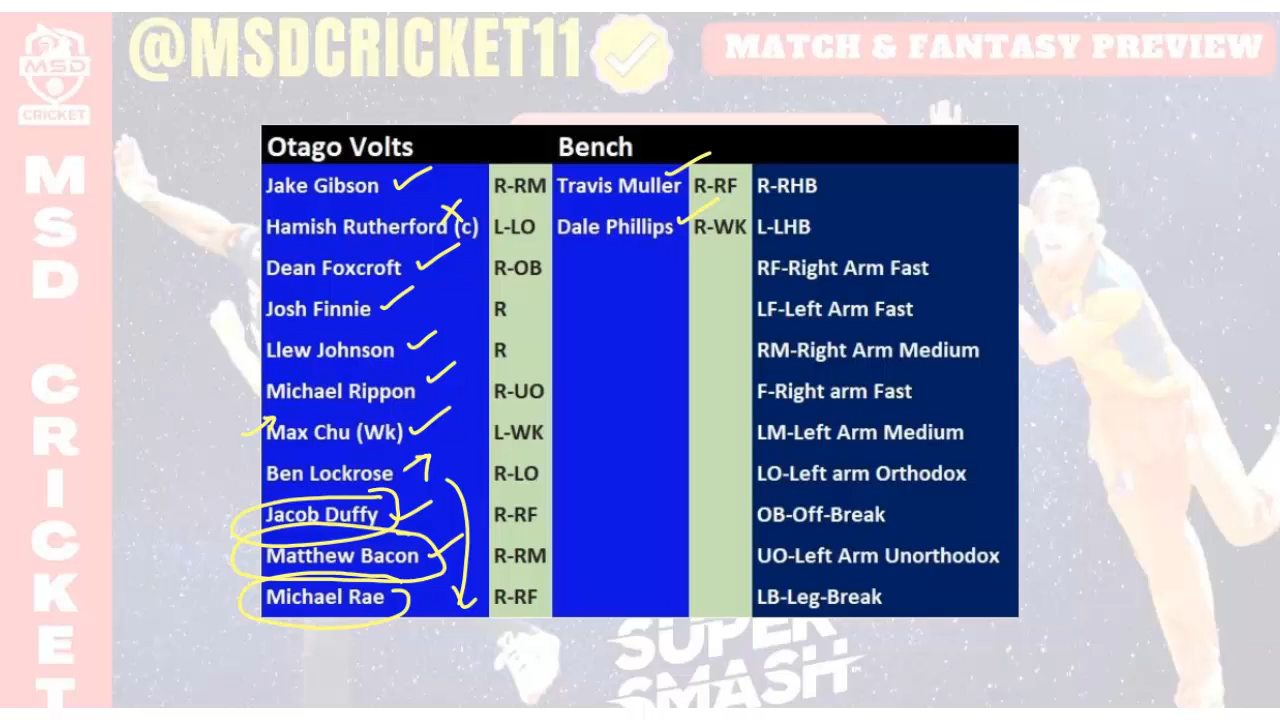 @MSDCRICKET11
MATCH & FANTASY PREVIEW
MSD
CRICKET
MSD CRICKET
Otago Volts Bench
Jake Gibson R-RM Travis Muller R-RF R-RHB
Hamish Rutherford (c) L-LO Dale Phillips R-WK L-LHB
Dean Foxcroft R-OB RF-Right Arm Fast
Josh Finnie R LF-Left Arm Fast
Llew Johnson R RM-Right Arm Medium
Michael Rippon R-UO F-Right arm Fast
Max Chu (Wk) L-WK LM-Left Arm Medium
Ben Lockrose R-LO LO-Left arm Orthodox
Jacob Duffy R-RF OB-Off-Break
Matthew Bacon R-RM UO-Left Arm Unorthodox
Michael Rae R-RF LB-Leg-Break
SUPER
SMASH